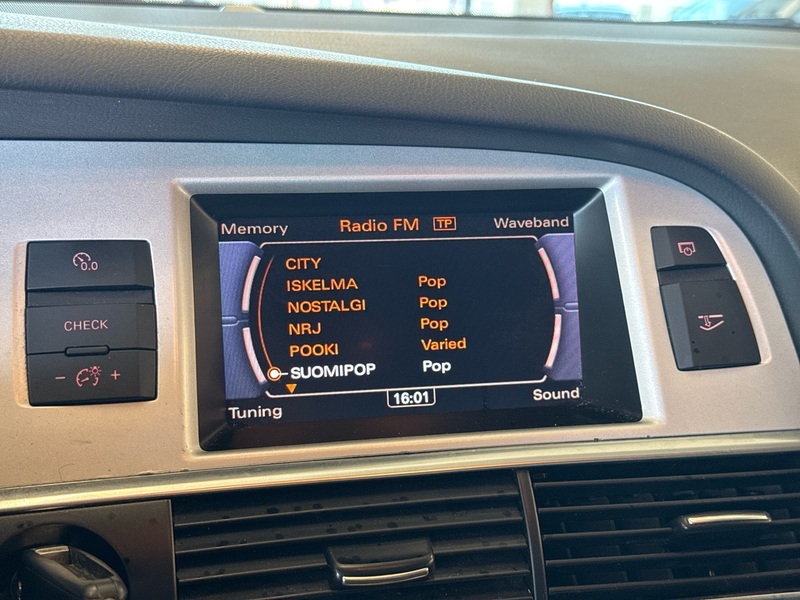 Memory Radio FM TP Waveband
CITY
ISKELMA Pop
NOSTALGI Pop
NRJ Pop
POOKI Varied
SUOMIPOP Pop
Tuning 16:01 Sound
0.0
CHECK
- +